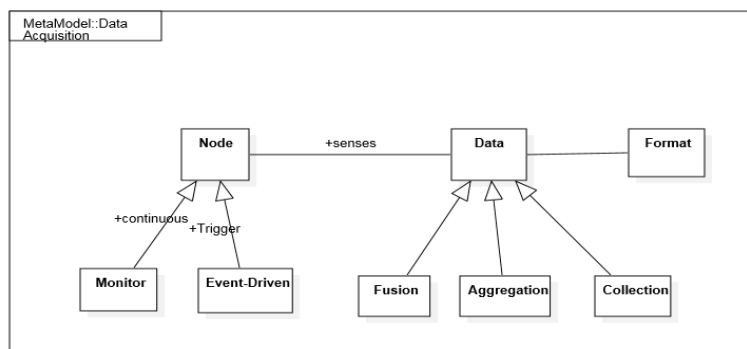 MetaModel::Data
Acquisition
Node
+senses
Data
Format
+continuous
+Trigger
Monitor
Event-Driven
Fusion
Aggregation
Collection